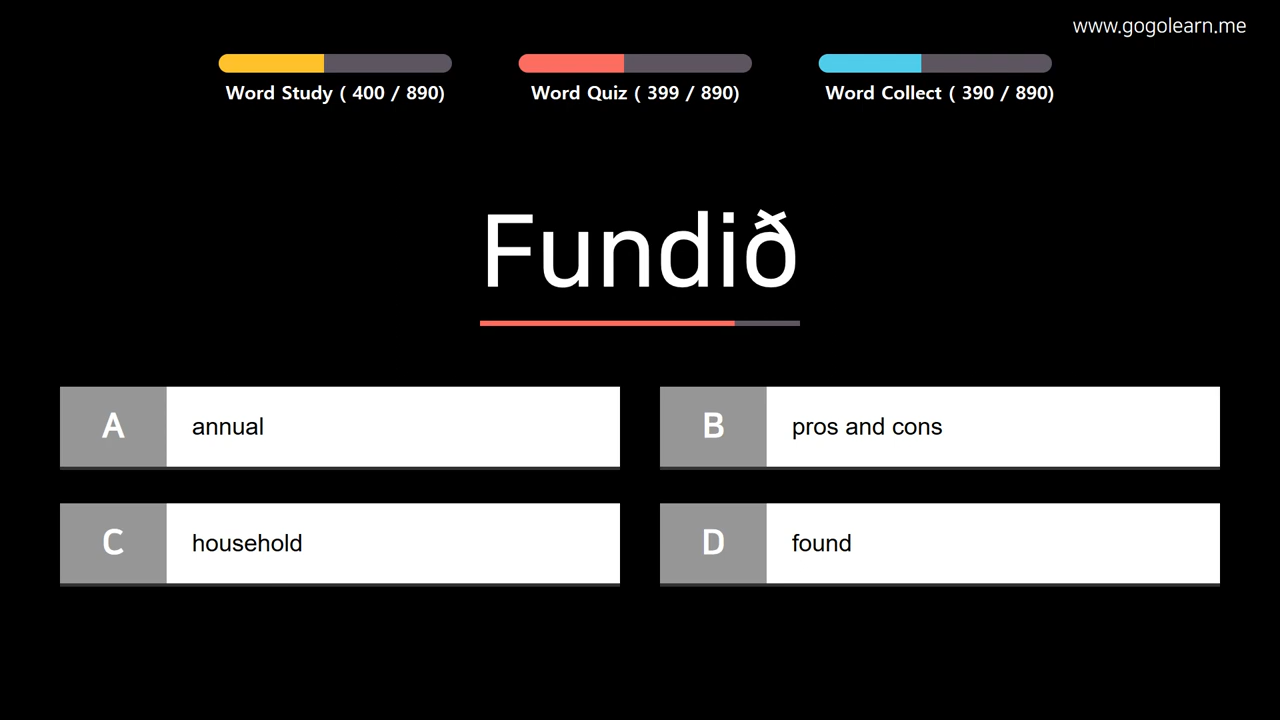 www.gogolearn.me
Word Study ( 400 / 890)
Word Quiz ( 399 / 890)
Word Collect ( 390 / 890)
Fundið
A annual
B pros and cons
C household
D found